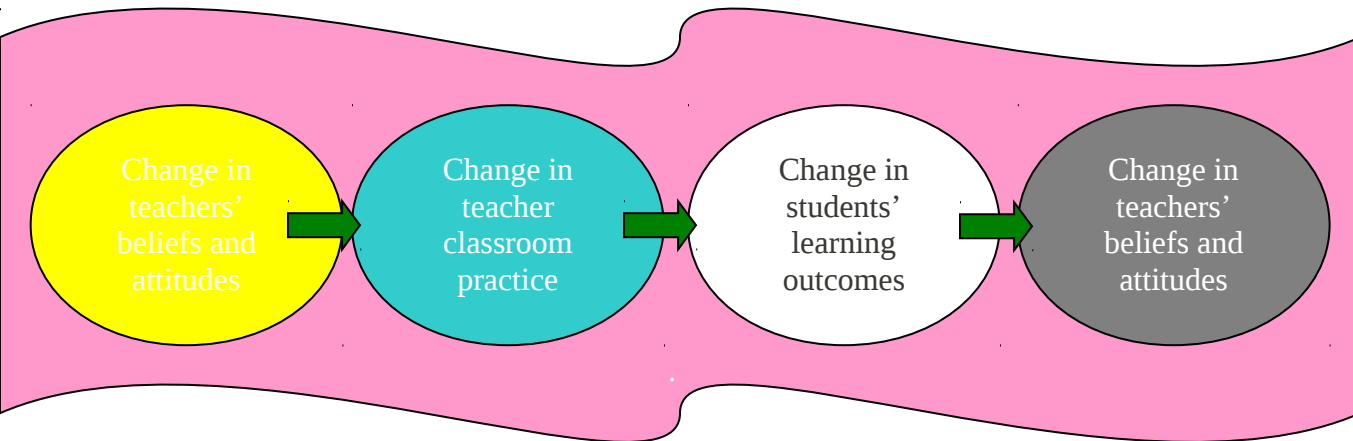 Change in
teachers’
beliefs and
attitudes
Change in
teacher
classroom
practice
Change in
students’
learning
outcomes
Change in
teachers’
beliefs and
attitudes